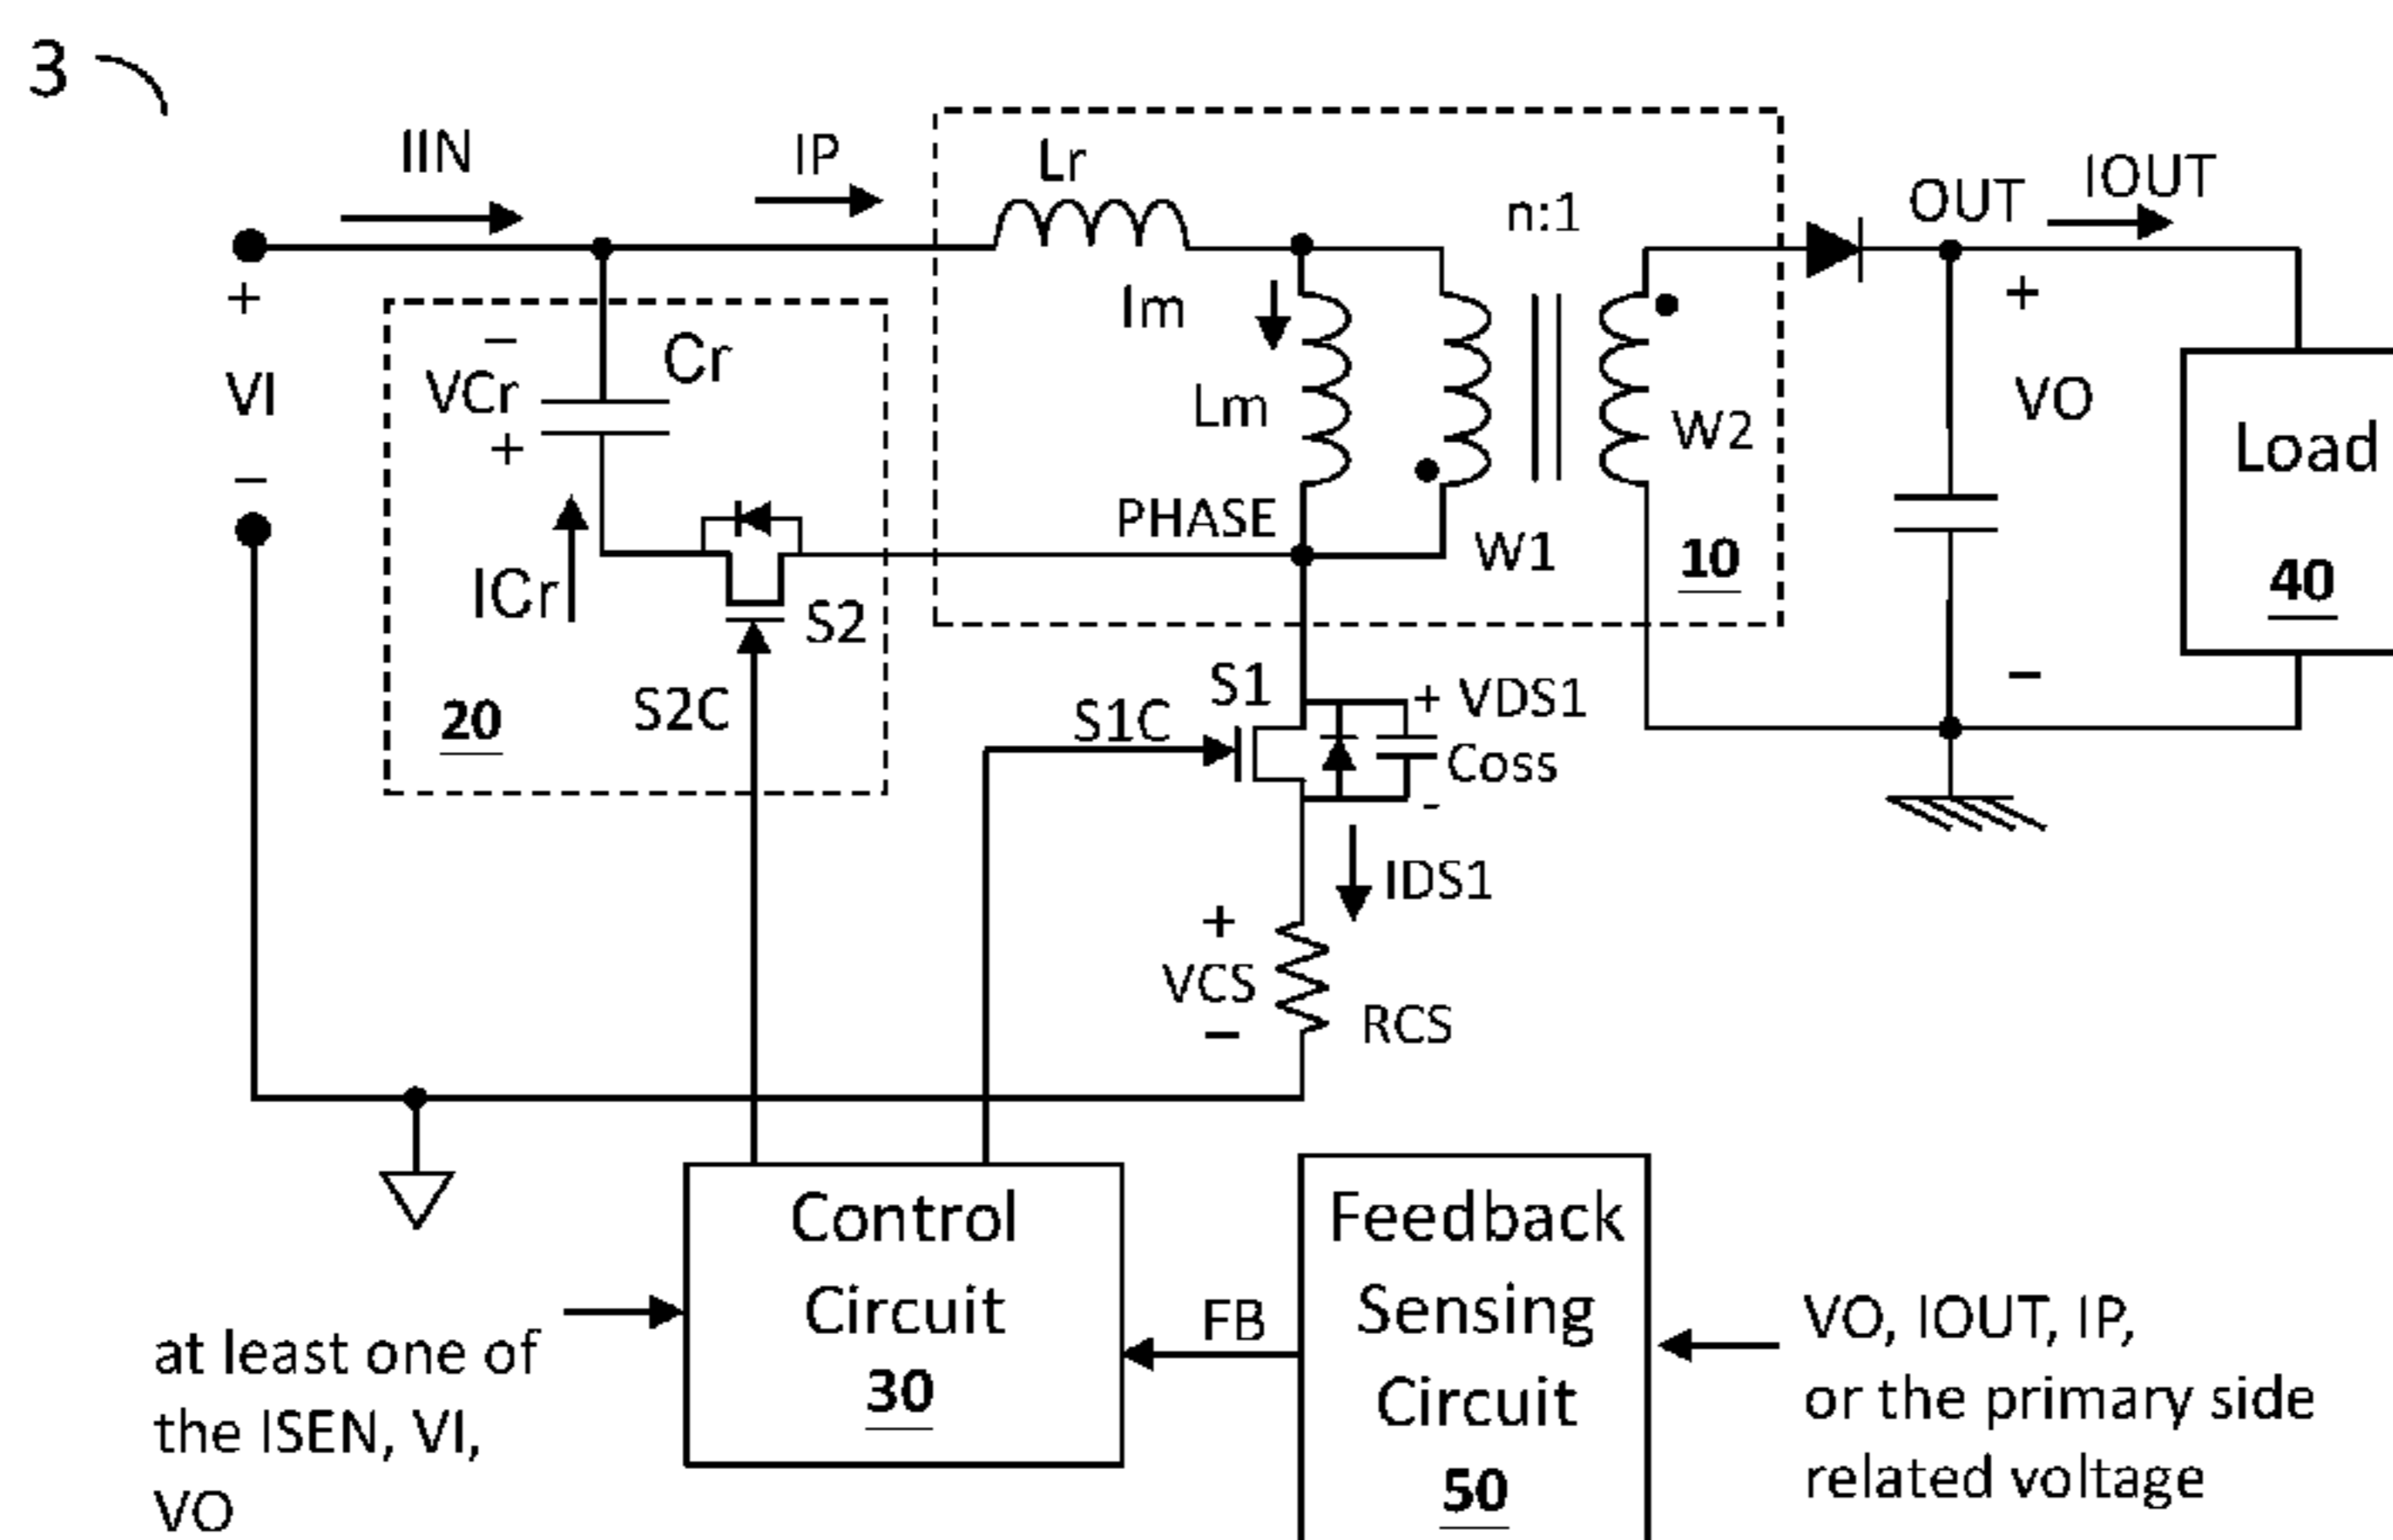 3
IIN
IP
Lr
n:1
OUT
IOUT
+
VI
−
−
VCr
+
Cr
ICr
S2
S2C
20
Im
Lm
PHASE
W1
W2
10
+
VO
−
Load
40
S1
S1C
+ VDS1
Coss
-
IDS1
+
VCS
−
RCS
Control
Circuit
30
FB
Feedback
Sensing
Circuit
50
at least one of
the ISEN, VI,
VO
VO, IOUT, IP,
or the primary side
related voltage